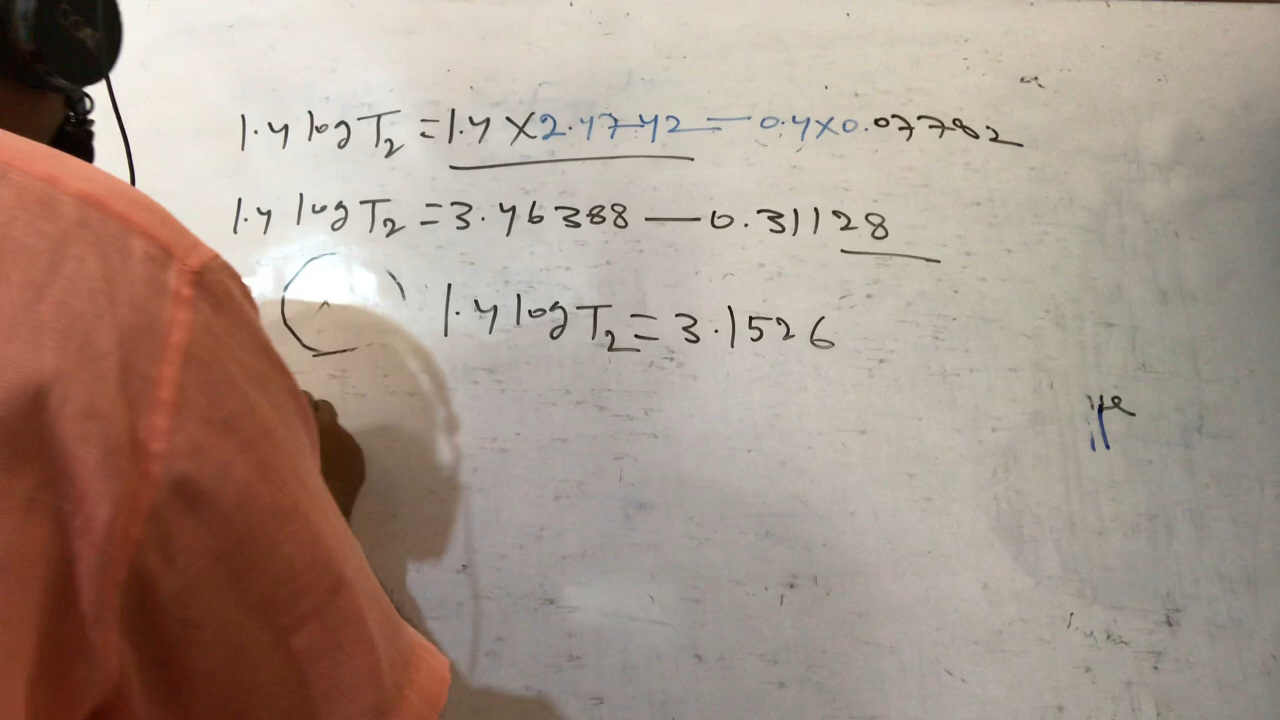 1.4 log T₂ = 1.4 × 2.4742 — 0.4×0.07782
1.4 log T₂ = 3.46388 — 0.31128
1.4 log T₂ = 3.1526